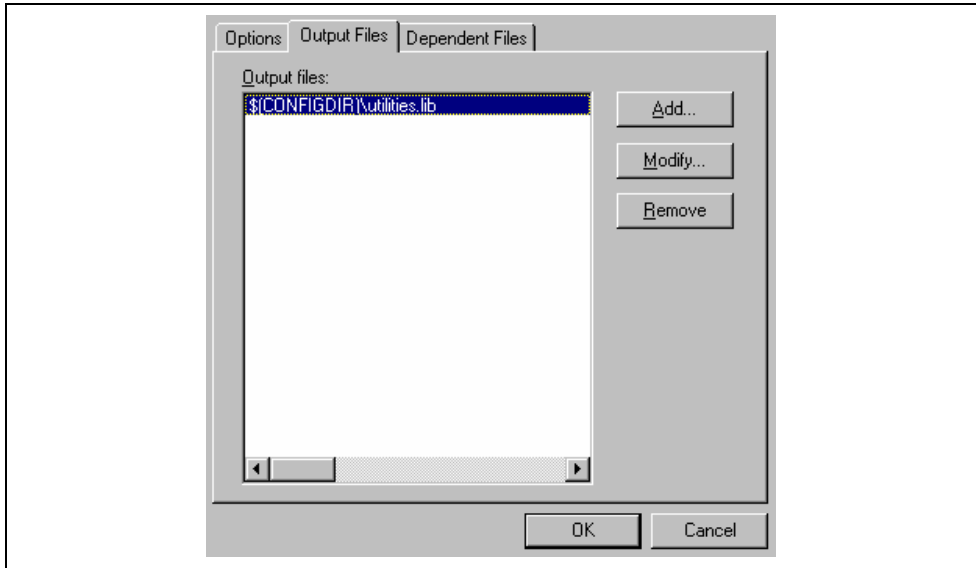 Options Output Files Dependent Files
Output files:
$(CONFIGDIR)\utilities.lib
Add...
Modify...
Remove
OK Cancel